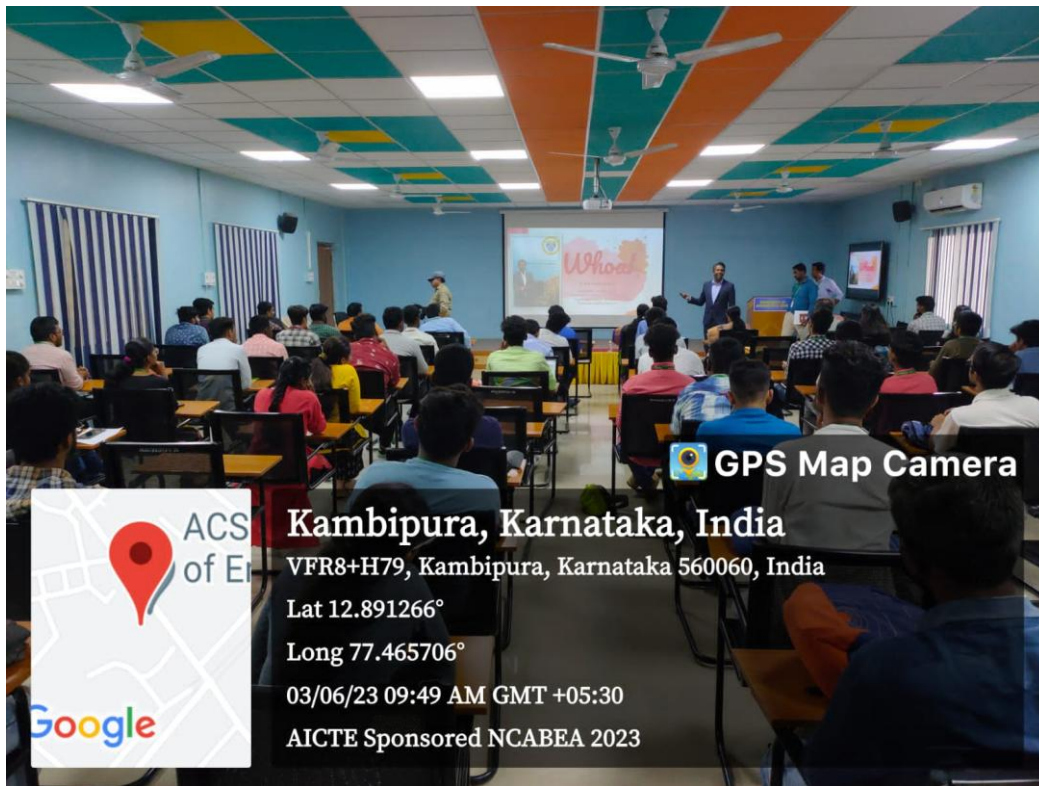 Whoa!
GPS Map Camera
ACS
of Er
Google
Kambipura, Karnataka, India
VFR8+H79, Kambipura, Karnataka 560060, India
Lat 12.891266°
Long 77.465706°
03/06/23 09:49 AM GMT +05:30
AICTE Sponsored NCABEA 2023